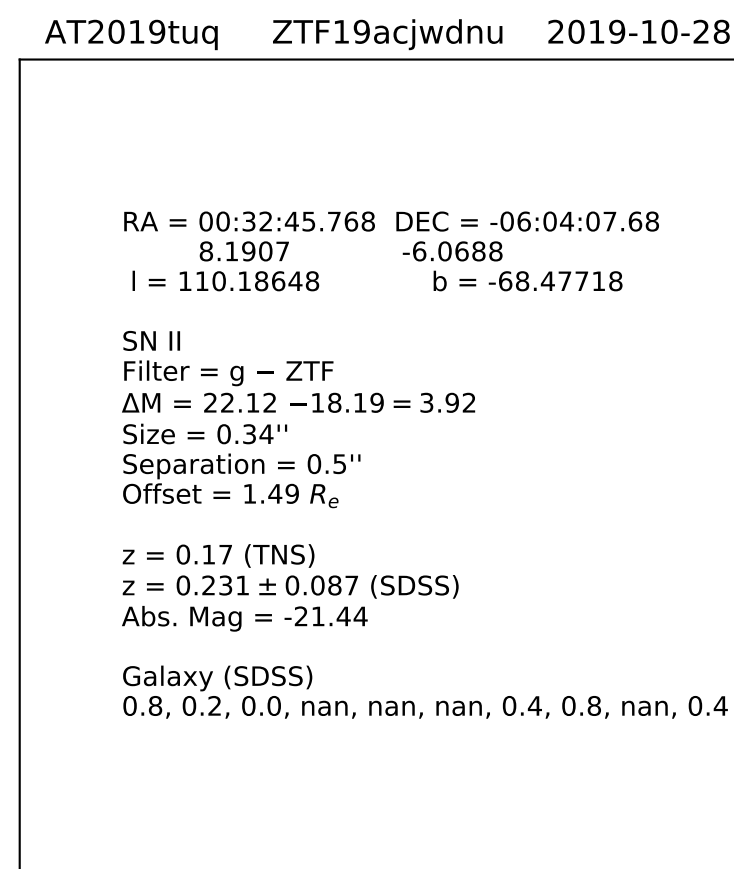 AT2019tuq ZTF19acjwdnu 2019-10-28
RA = 00:32:45.768 DEC = -06:04:07.68
8.1907 -6.0688
l = 110.18648 b = -68.47718
SN II
Filter = g − ZTF
ΔM = 22.12 −18.19 = 3.92
Size = 0.34''
Separation = 0.5''
Offset = 1.49 Rₑ
z = 0.17 (TNS)
z = 0.231 ± 0.087 (SDSS)
Abs. Mag = -21.44
Galaxy (SDSS)
0.8, 0.2, 0.0, nan, nan, nan, 0.4, 0.8, nan, 0.4